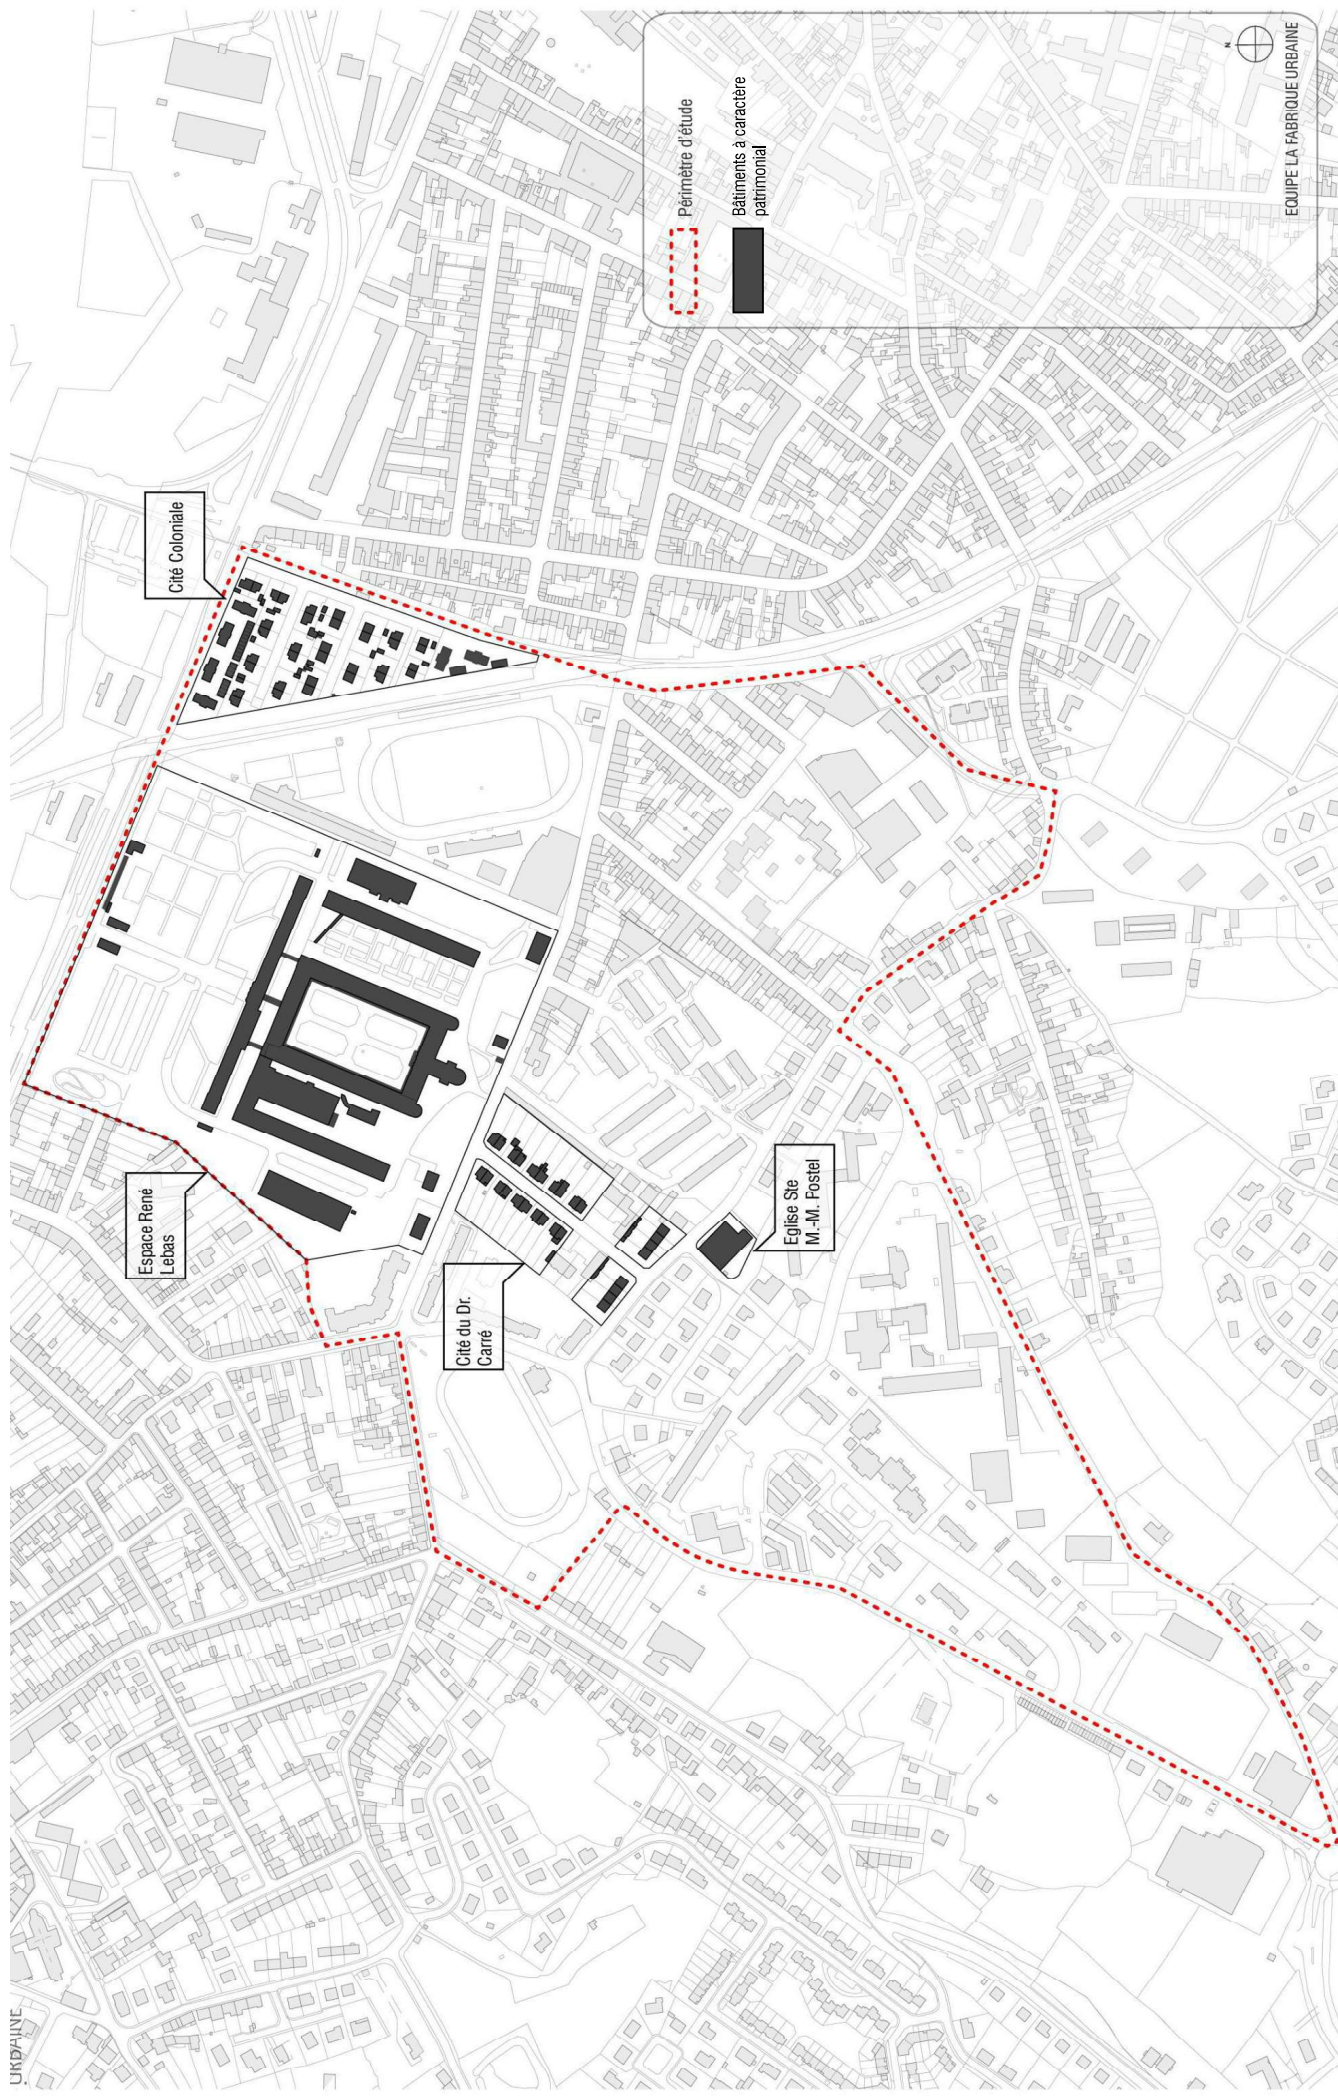 URBAINE
Espace René
Lebas
Cité Coloniale
Cité du Dr.
Carré
Eglise Ste
M.-M. Postel
Périmètre d'étude
Bâtiments à caractère
patrimonial
N
EQUIPE LA FABRIQUE URBAINE